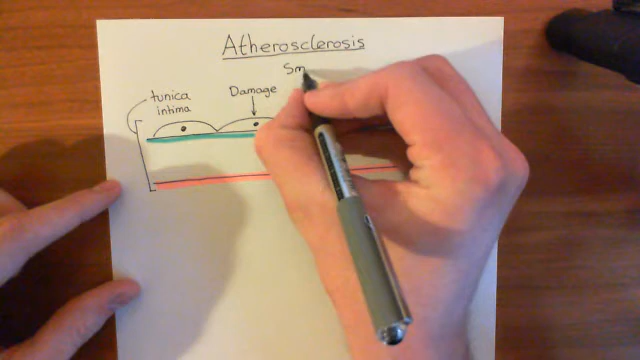 Atherosclerosis
Sm
tunica
intima
Damage